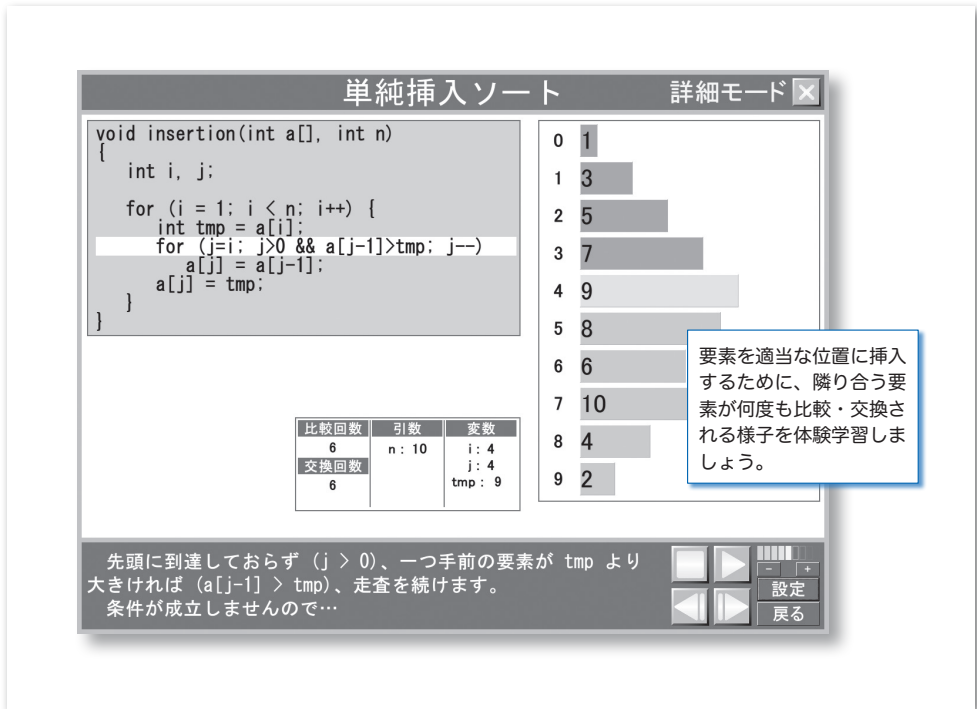 単純挿入ソート
詳細モード
void insertion(int a[], int n)
{
int i, j;
for (i = 1; i < n; i++) {
int tmp = a[i];
for (j=i; j>0 && a[j-1]>tmp; j--)
a[j] = a[j-1];
a[j] = tmp;
}
}
0 1
1 3
2 5
3 7
4 9
5 8
6 6
7 10
8 4
9 2
要素を適当な位置に挿入
するために、隣り合う要
素が何度も比較・交換さ
れる様子を体験学習しま
しょう。
比較回数 引数 変数
6 n: 10 i: 4
交換回数 j: 4
6 tmp: 9
先頭に到達しておらず (j > 0)、一つ手前の要素が tmp より
大きければ (a[j-1] > tmp)、走査を続けます。
条件が成立しませんので…
- +
設定
戻る